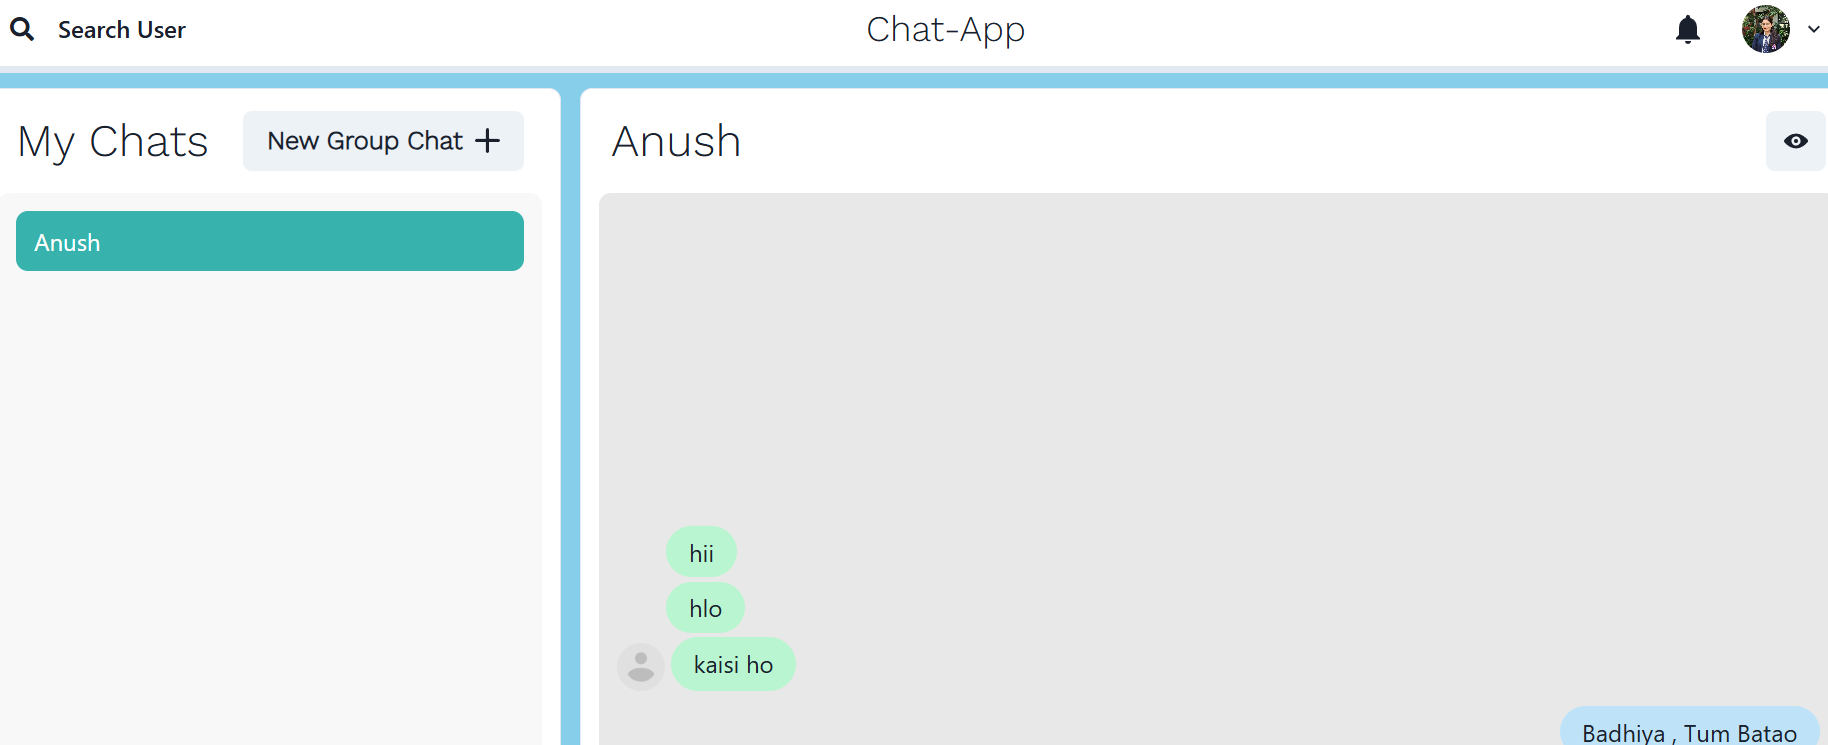 Search User
Chat-App
My Chats
New Group Chat +
Anush
Anush
hii
hlo
kaisi ho
Badhiya , Tum Batao